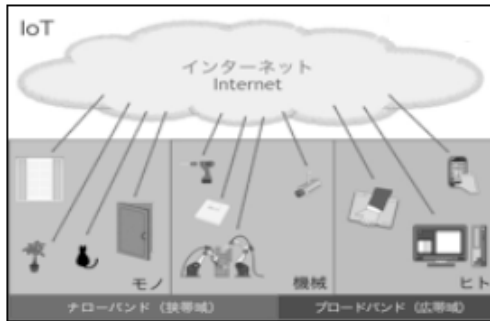 IoT
インターネット
Internet
モノ
機械
ヒト
ナローバンド（狭帯域）
ブロードバンド（広帯域）